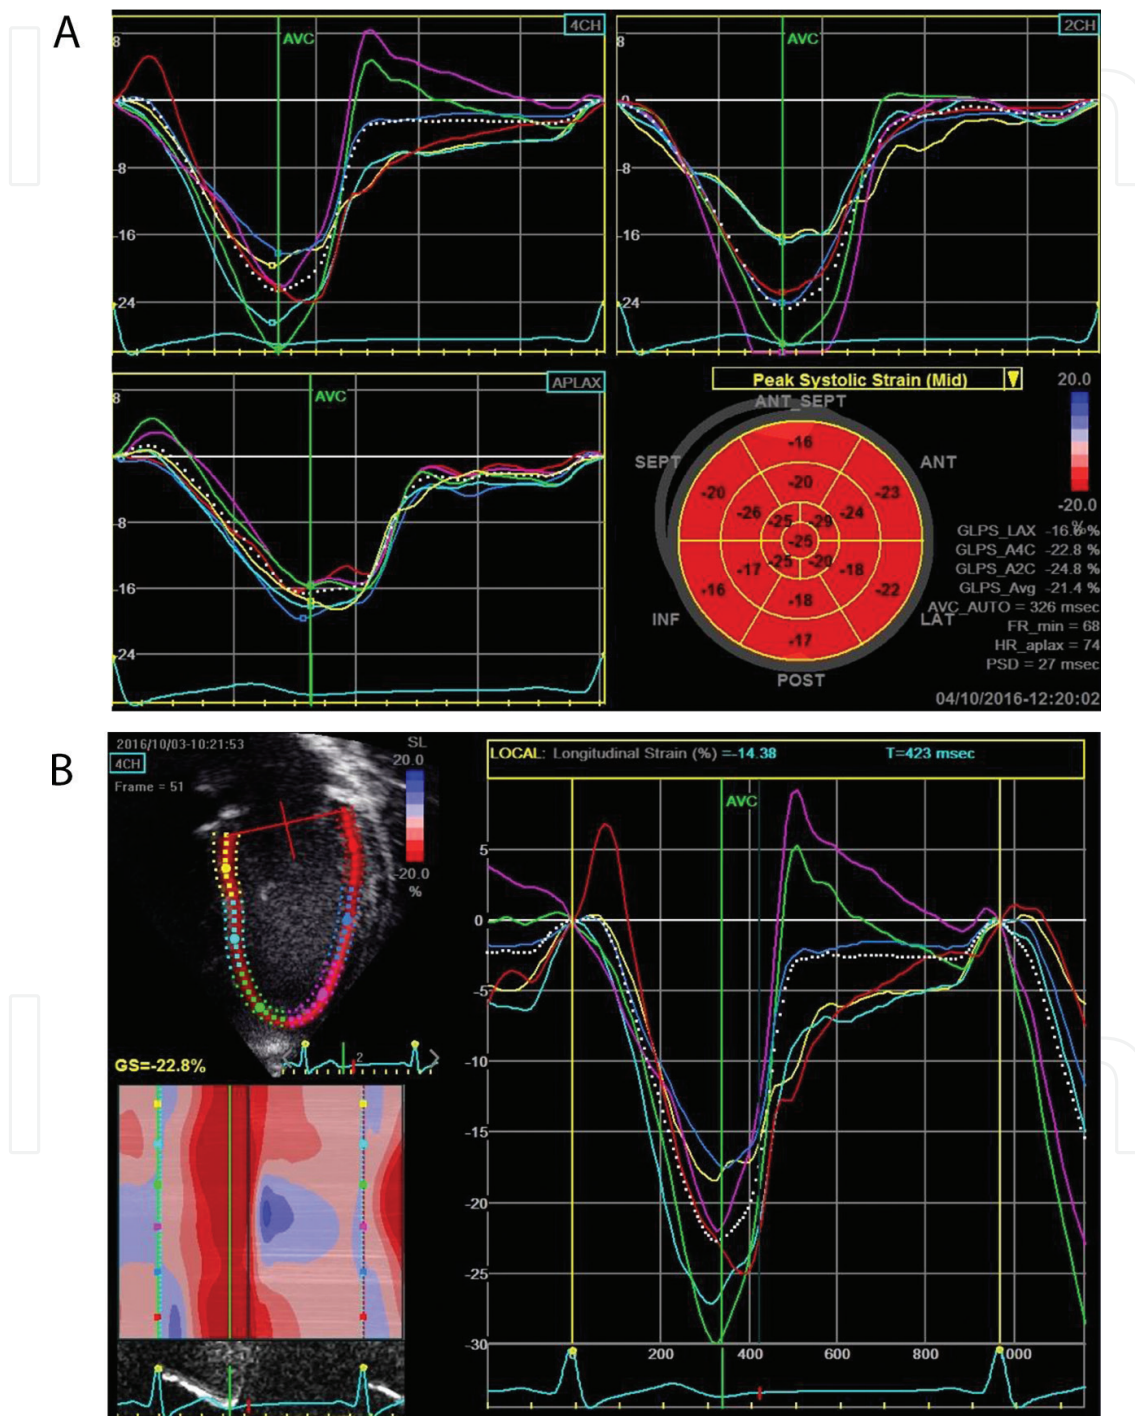 A
4CH
AVC
8
0
-8
-16
-24
2CH
AVC
8
0
-8
-16
-24
APLAX
AVC
8
-8
-16
-24
Peak Systolic Strain (Mid)
ANT_SEPT
SEPT
ANT
INF
LAT
POST
-16
-20
-20
-23
-26
-24
-25
-29
-25
-25
-20
-17
-18
-16
-22
-18
-17
20.0
-20.0
%
GLPS_LAX
GLPS_A4C -22.8 %
GLPS_A2C -24.8 %
GLPS_Avg -21.4 %
AVC_AUTO = 326 msec
FR_min = 68
HR_aplax = 74
PSD = 27 msec
04/10/2016-12:20:02
B
2016/10/03-10:21:53
4CH
Frame = 51
SL
20.0
-20.0
%
GS=-22.8%
2
LOCAL: Longitudinal Strain (%) =-14.38 T=423 msec
AVC
5
0
-5
-10
-15
-20
-25
-30
200
400
600
800